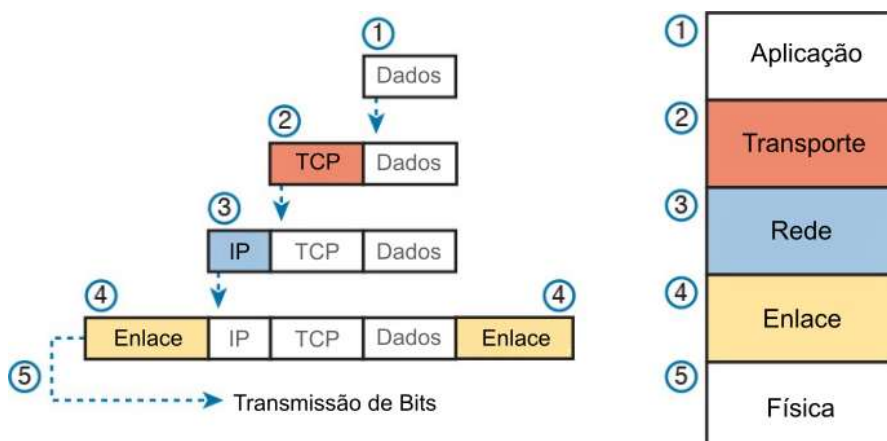 ① Dados
② TCP Dados
③ IP TCP Dados
④ ④
Enlace IP TCP Dados Enlace
⑤ Transmissão de Bits
① Aplicação
② Transporte
③ Rede
④ Enlace
⑤ Física